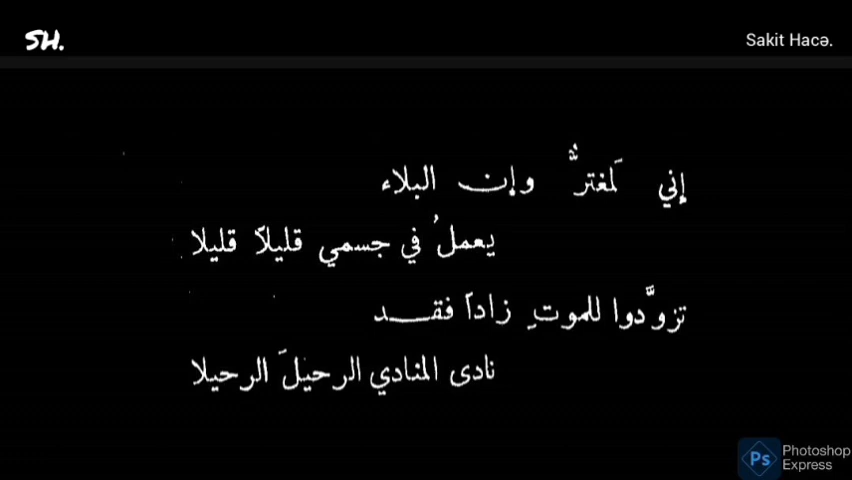 SH.
Sakit Hacə.
إني لَمغترٌّ وإن البلاء
يعملُ في جسمي قليلاً قليلا
تزوَّدوا للموتِ زاداً فقد
نادى المنادي الرحيلَ الرحيلا
Ps Photoshop Express